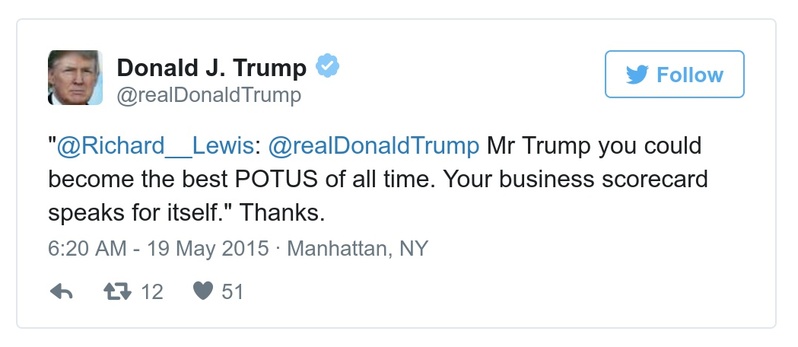 Donald J. Trump
@realDonaldTrump
Follow
"@Richard__Lewis: @realDonaldTrump Mr Trump you could
become the best POTUS of all time. Your business scorecard
speaks for itself." Thanks.
6:20 AM - 19 May 2015 · Manhattan, NY
12 51